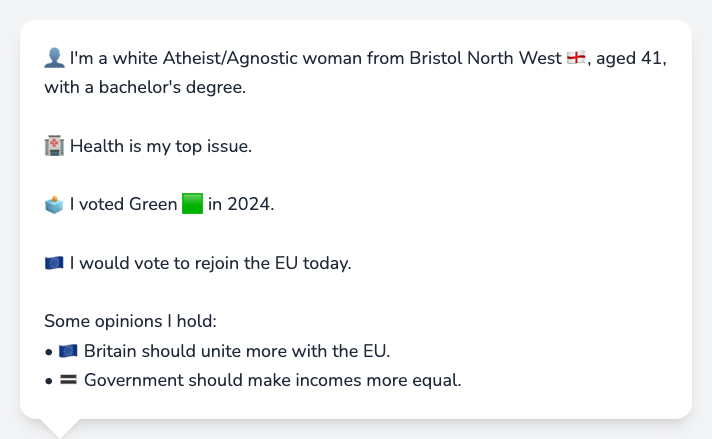 👤 I'm a white Atheist/Agnostic woman from Bristol North West 🏴󠁧󠁢󠁥󠁮󠁧󠁿, aged 41,
with a bachelor's degree.
🏥 Health is my top issue.
🗳️ I voted Green 🟩 in 2024.
🇪🇺 I would vote to rejoin the EU today.
Some opinions I hold:
• 🇪🇺 Britain should unite more with the EU.
• 🟰 Government should make incomes more equal.